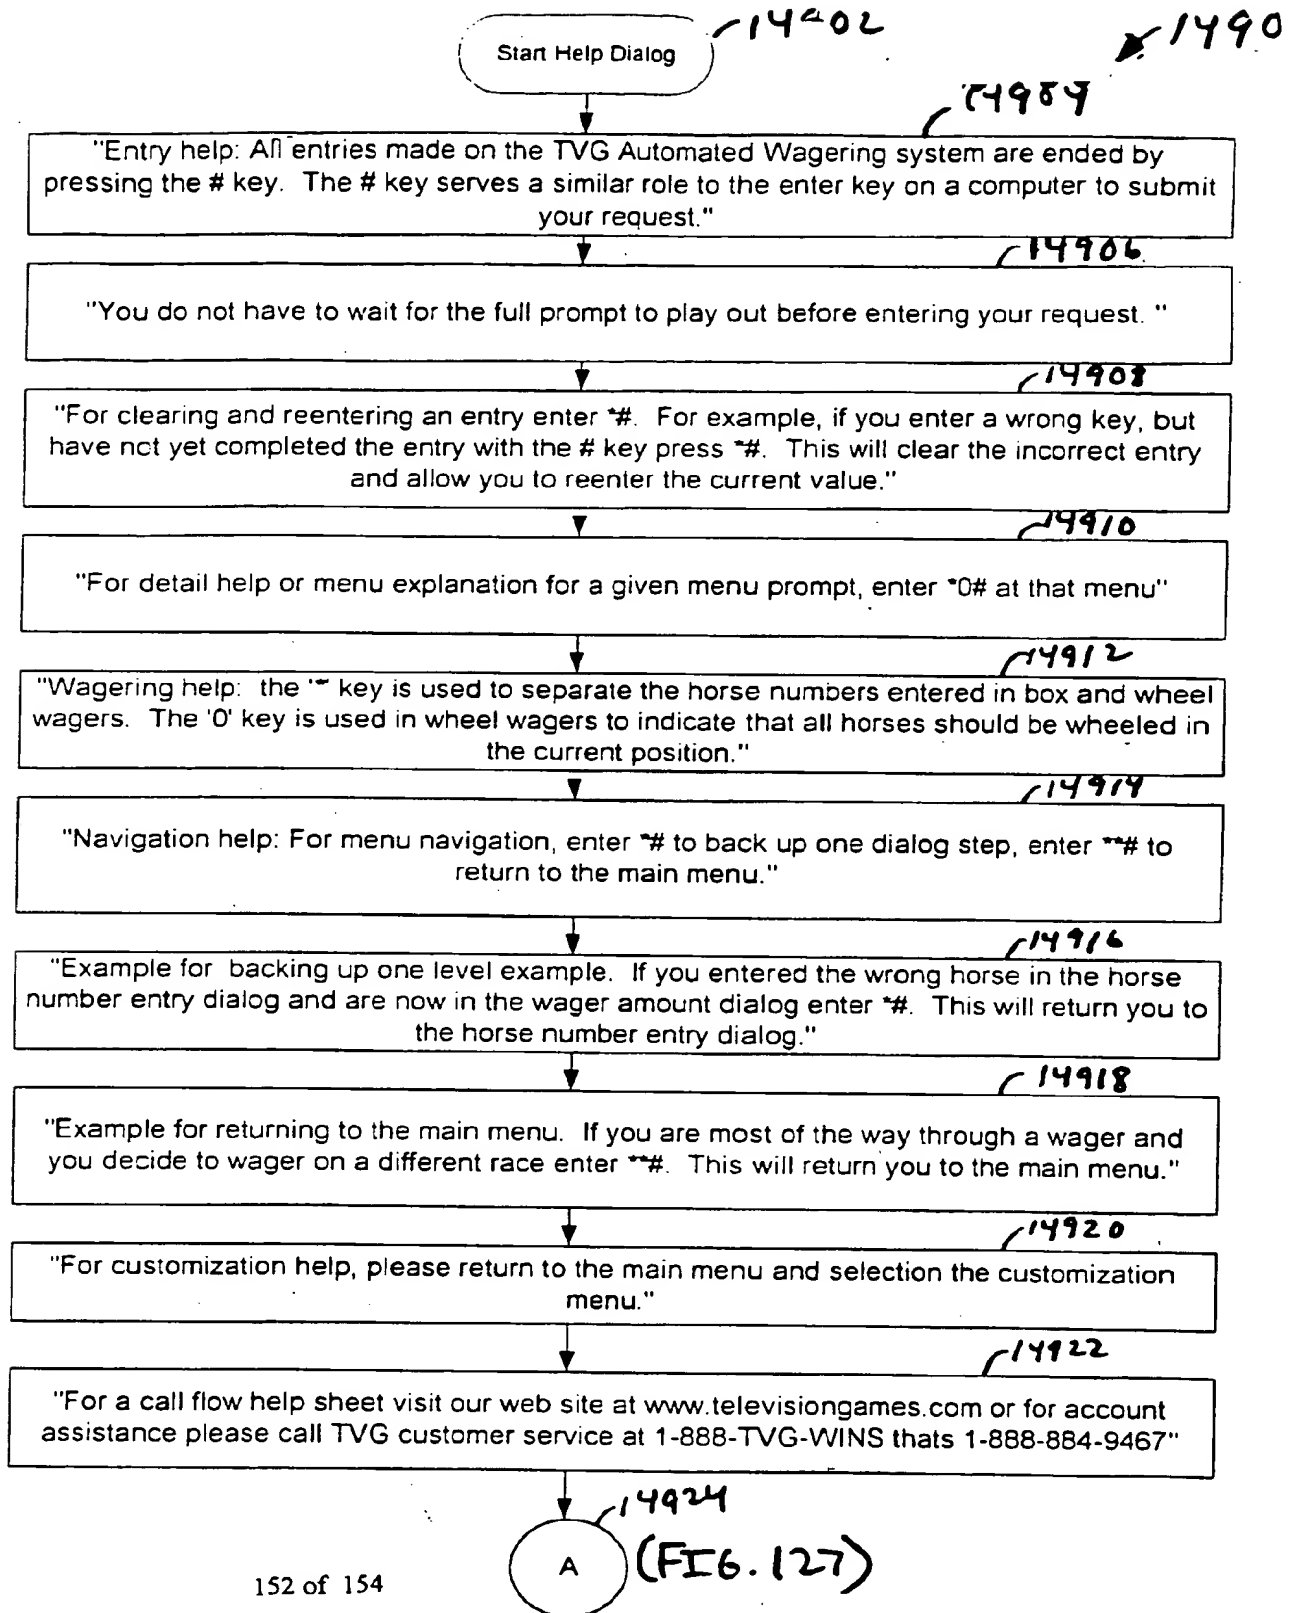 14902
1490
Start Help Dialog
14904
"Entry help: All entries made on the TVG Automated Wagering system are ended by
pressing the # key. The # key serves a similar role to the enter key on a computer to submit
your request."
14906
"You do not have to wait for the full prompt to play out before entering your request. "
14908
"For clearing and reentering an entry enter *#. For example, if you enter a wrong key, but
have not yet completed the entry with the # key press *#. This will clear the incorrect entry
and allow you to reenter the current value."
14910
"For detail help or menu explanation for a given menu prompt, enter *0# at that menu"
14912
"Wagering help: the '*' key is used to separate the horse numbers entered in box and wheel
wagers. The '0' key is used in wheel wagers to indicate that all horses should be wheeled in
the current position."
14914
"Navigation help: For menu navigation, enter *# to back up one dialog step, enter **# to
return to the main menu."
14916
"Example for backing up one level example. If you entered the wrong horse in the horse
number entry dialog and are now in the wager amount dialog enter *#. This will return you to
the horse number entry dialog."
14918
"Example for returning to the main menu. If you are most of the way through a wager and
you decide to wager on a different race enter **#. This will return you to the main menu."
14920
"For customization help, please return to the main menu and selection the customization
menu."
14922
"For a call flow help sheet visit our web site at www.televisiongames.com or for account
assistance please call TVG customer service at 1-888-TVG-WINS thats 1-888-884-9467"
14924
A
(FIG. 127)
152 of 154